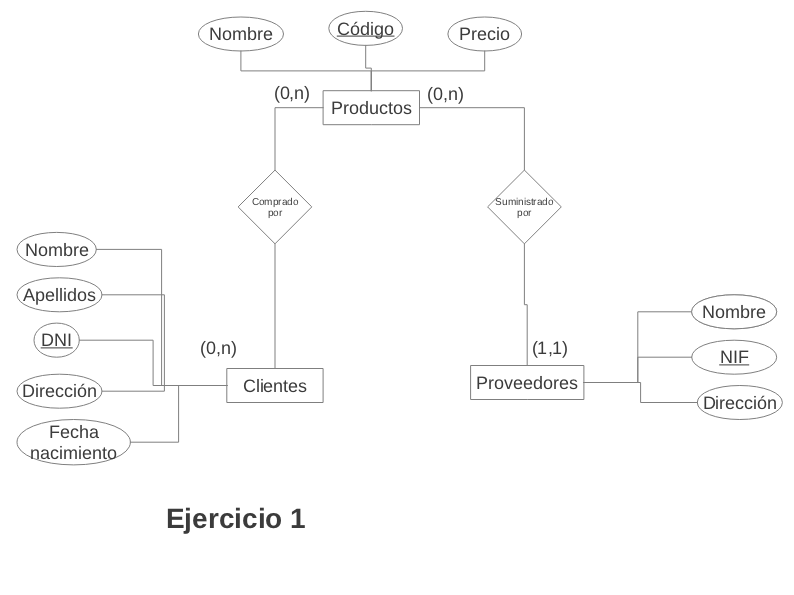 Nombre
Código
Precio
(0,n)
Productos
(0,n)
Comprado
por
Suministrado
por
Nombre
Apellidos
DNI
Dirección
Fecha
nacimiento
(0,n)
Clientes
(1,1)
Proveedores
Nombre
NIF
Dirección
Ejercicio 1